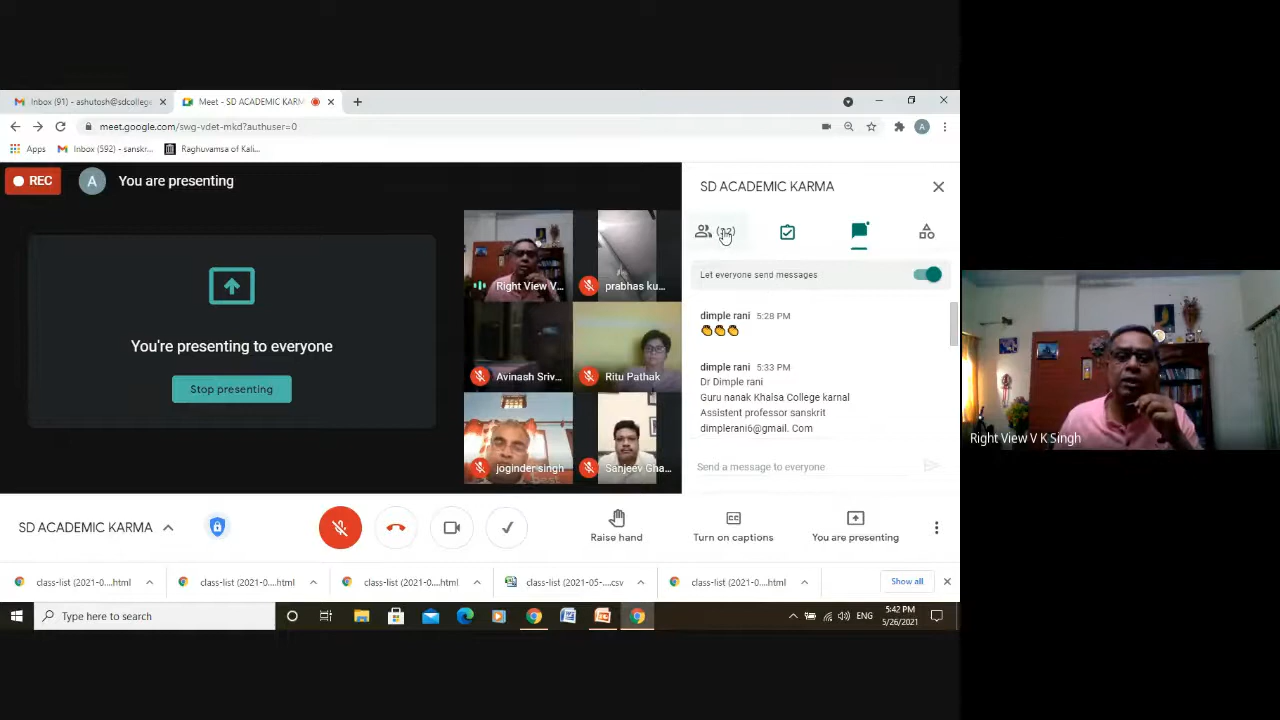 Inbox (91) - ashutosh@sdcollege
Meet - SD ACADEMIC KARM
meet.google.com/swg-vdet-mkd?authuser=0
Apps
Inbox (592) - sanskr...
Raghuvamsa of Kali...
REC
A
You are presenting
SD ACADEMIC KARMA
Let everyone send messages
dimple rani 5:28 PM
👏👏👏
dimple rani 5:33 PM
Dr Dimple rani
Guru nanak Khalsa College karnal
Assistant professor sanskrit
dimplerani6@gmail. Com
Send a message to everyone
You're presenting to everyone
Stop presenting
Right View V...
prabhas ku...
Avinash Sriv...
Ritu Pathak
joginder singh
Sanjeev Gha...
Right View V K Singh
SD ACADEMIC KARMA
Raise hand
Turn on captions
You are presenting
class-list (2021-0....html
class-list (2021-0....html
class-list (2021-0....html
class-list (2021-05-....csv
class-list (2021-0....html
Show all
Type here to search
ENG
5:42 PM
5/26/2021